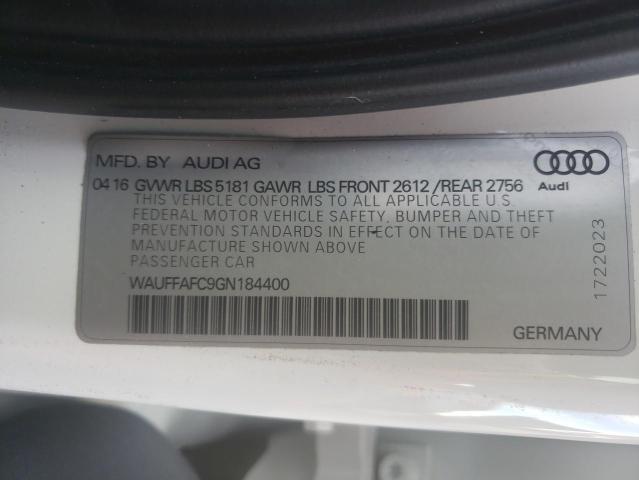 MFD. BY AUDI AG
0416 GVWR LBS 5181 GAWR LBS FRONT 2612 /REAR 2756
THIS VEHICLE CONFORMS TO ALL APPLICABLE U.S.
FEDERAL MOTOR VEHICLE SAFETY, BUMPER AND THEFT
PREVENTION STANDARDS IN EFFECT ON THE DATE OF
MANUFACTURE SHOWN ABOVE
PASSENGER CAR
WAUFFAFC9GN184400
Audi
1722023
GERMANY